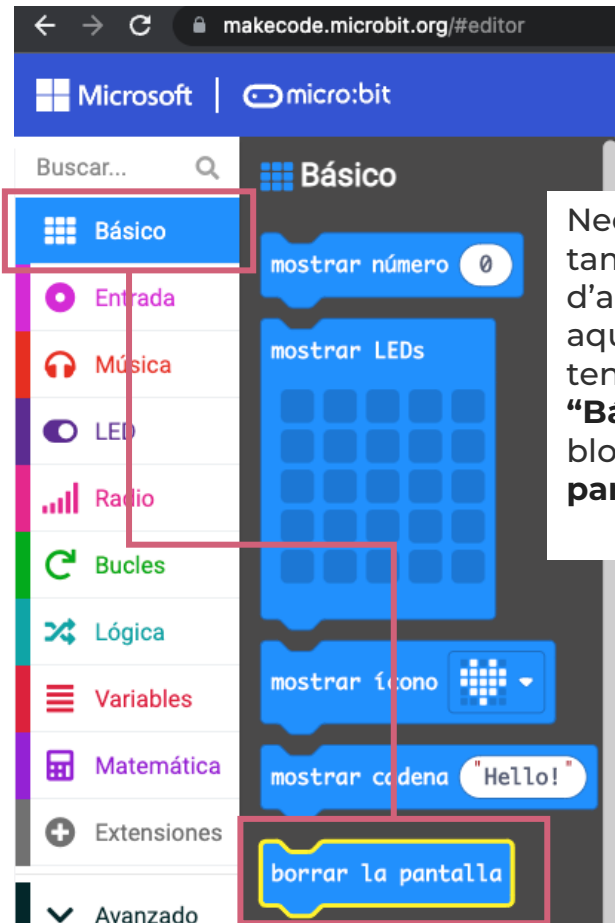 makecode.microbit.org/#editor
Microsoft
micro:bit
Buscar...
Básico
Entrada
Música
LED
Radio
Bucles
Lógica
Variables
Matemática
Extensiones
Avanzado
Básico
mostrar número 0
mostrar LEDs
mostrar ícono
mostrar cadena "Hello!"
borrar la pantalla